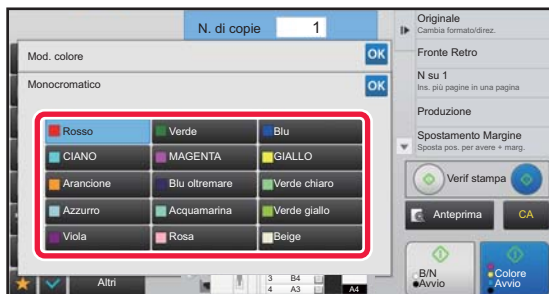 N. di copie 1
Mod. colore OK
Monocromatico OK
Rosso Verde Blu
CIANO MAGENTA GIALLO
Arancione Blu oltremare Verde chiaro
Azzurro Acquamarina Verde giallo
Viola Rosa Beige
Altri
3 B4
4 A3 A4
Originale
Cambia formato/direz.
Fronte Retro
N su 1
Ins. più pagine in una pagina
Produzione
Spostamento Margine
Sposta pos. per avere + marg.
Verif stampa
Anteprima CA
B/N
Avvio
Colore
Avvio